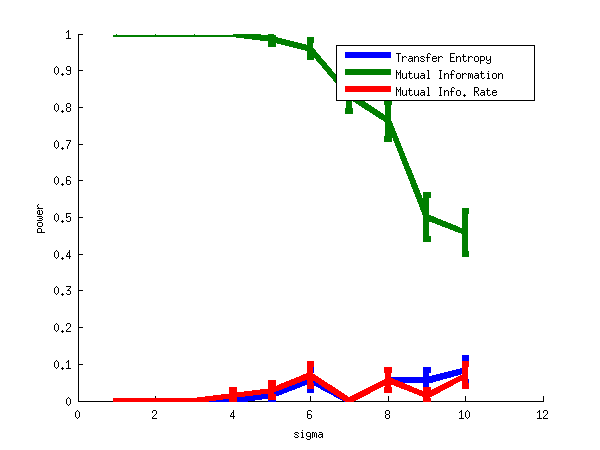 1
0.9
0.8
0.7
0.6
0.5
0.4
0.3
0.2
0.1
0
power
Transfer Entropy
Mutual Information
Mutual Info. Rate
0 2 4 6 8 10 12
sigma